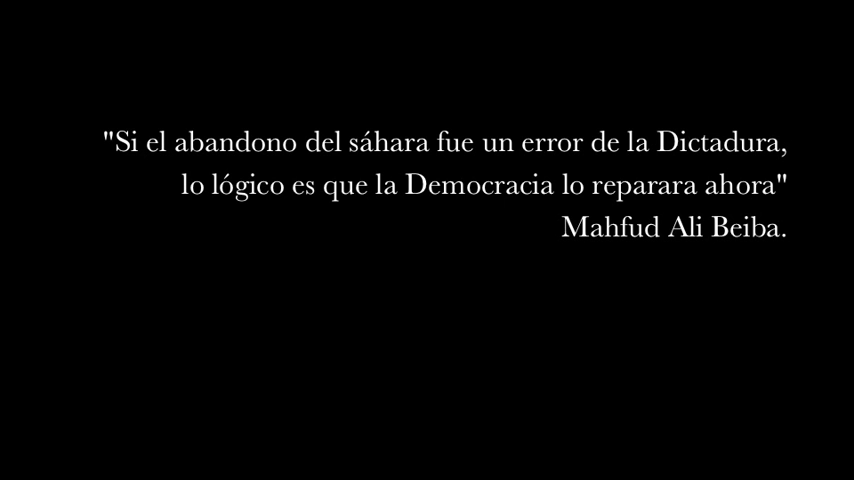 "Si el abandono del sáhara fue un error de la Dictadura,
lo lógico es que la Democracia lo reparara ahora"
Mahfud Ali Beiba.